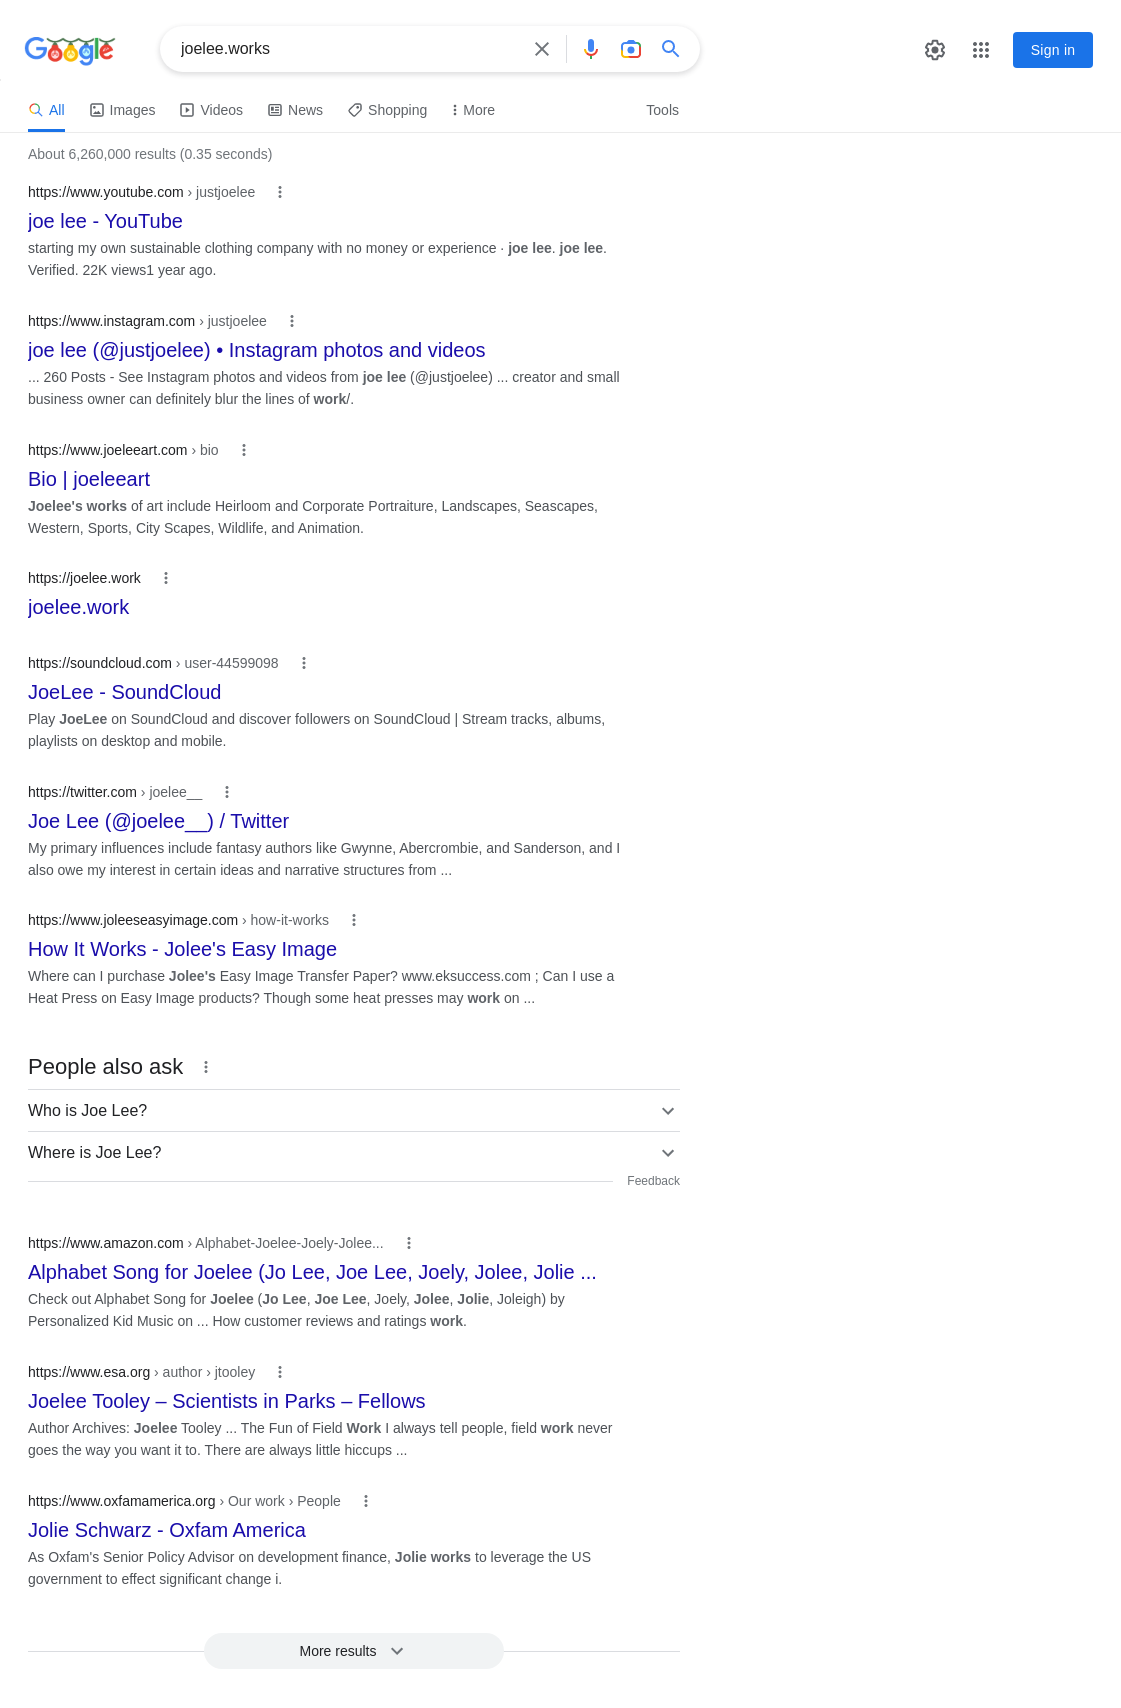 Google
joelee.works
Sign in
All
Images
Videos
News
Shopping
More
Tools
About 6,260,000 results (0.35 seconds)
https://www.youtube.com › justjoelee
joe lee - YouTube
starting my own sustainable clothing company with no money or experience · joe lee. joe lee.
Verified. 22K views1 year ago.
https://www.instagram.com › justjoelee
joe lee (@justjoelee) • Instagram photos and videos
... 260 Posts - See Instagram photos and videos from joe lee (@justjoelee) ... creator and small
business owner can definitely blur the lines of work/.
https://www.joeleeart.com › bio
Bio | joeleeart
Joelee's works of art include Heirloom and Corporate Portraiture, Landscapes, Seascapes,
Western, Sports, City Scapes, Wildlife, and Animation.
https://joelee.work
joelee.work
https://soundcloud.com › user-44599098
JoeLee - SoundCloud
Play JoeLee on SoundCloud and discover followers on SoundCloud | Stream tracks, albums,
playlists on desktop and mobile.
https://twitter.com › joelee__
Joe Lee (@joelee__) / Twitter
My primary influences include fantasy authors like Gwynne, Abercrombie, and Sanderson, and I
also owe my interest in certain ideas and narrative structures from ...
https://www.joleeseasyimage.com › how-it-works
How It Works - Jolee's Easy Image
Where can I purchase Jolee's Easy Image Transfer Paper? www.eksuccess.com ; Can I use a
Heat Press on Easy Image products? Though some heat presses may work on ...
People also ask
Who is Joe Lee?
Where is Joe Lee?
Feedback
https://www.amazon.com › Alphabet-Joelee-Joely-Jolee...
Alphabet Song for Joelee (Jo Lee, Joe Lee, Joely, Jolee, Jolie ...
Check out Alphabet Song for Joelee (Jo Lee, Joe Lee, Joely, Jolee, Jolie, Joleigh) by
Personalized Kid Music on ... How customer reviews and ratings work.
https://www.esa.org › author › jtooley
Joelee Tooley – Scientists in Parks – Fellows
Author Archives: Joelee Tooley ... The Fun of Field Work I always tell people, field work never
goes the way you want it to. There are always little hiccups ...
https://www.oxfamamerica.org › Our work › People
Jolie Schwarz - Oxfam America
As Oxfam's Senior Policy Advisor on development finance, Jolie works to leverage the US
government to effect significant change i.
More results